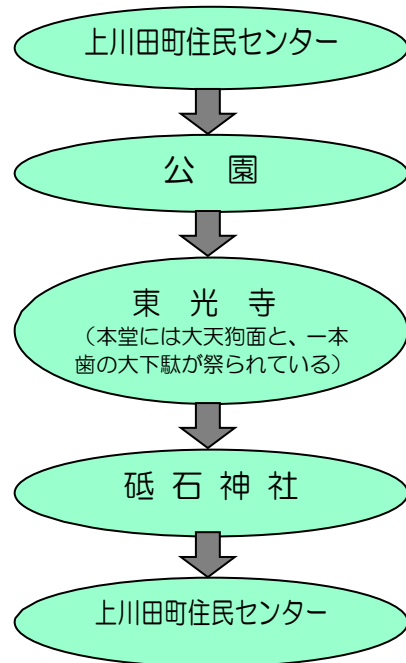 上川田町住民センター
公　園
東　光　寺
（本堂には大天狗面と、一本
歯の大下駄が祭られている）
砥 石 神 社
上川田町住民センター